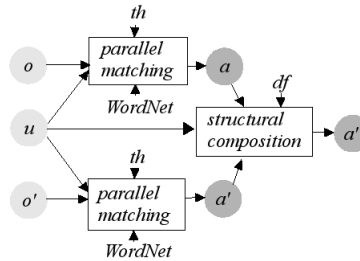 th
o
parallel
matching
a
WordNet
df
u
structural
composition
a'
th
o'
parallel
matching
a'
WordNet